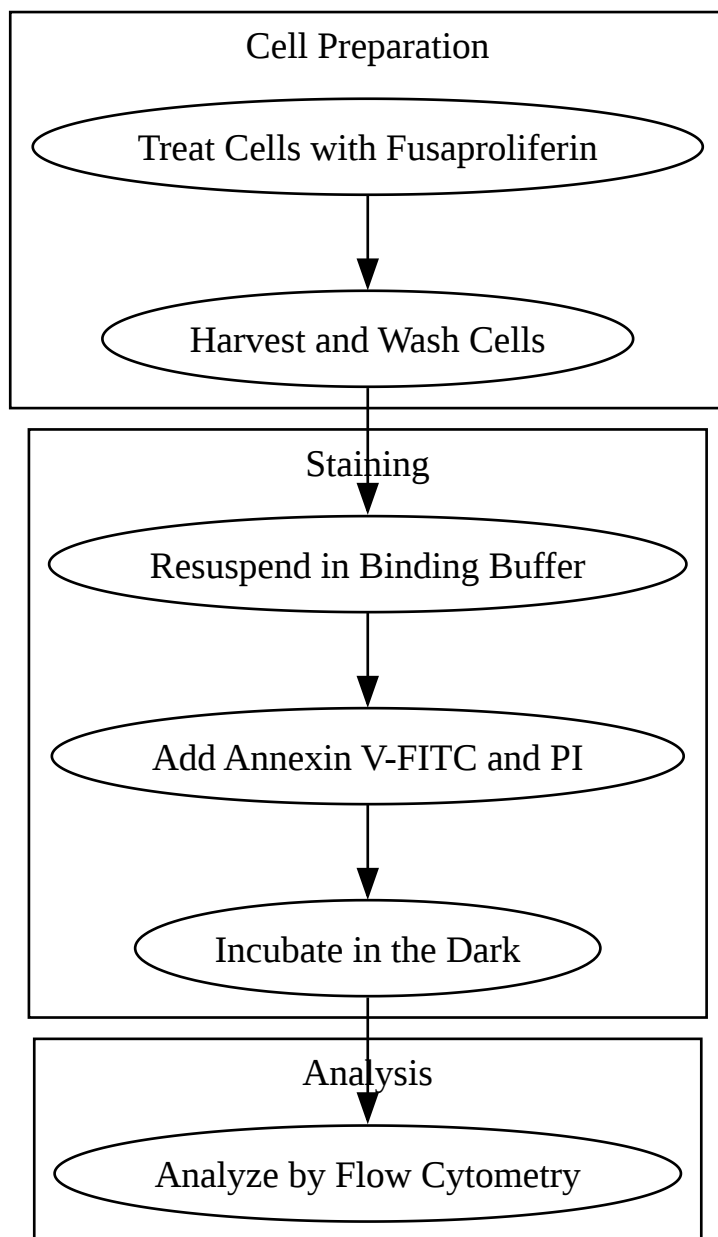 Cell Preparation
Treat Cells with Fusaproliferin
Harvest and Wash Cells
Staining
Resuspend in Binding Buffer
Add Annexin V-FITC and PI
Incubate in the Dark
Analysis
Analyze by Flow Cytometry